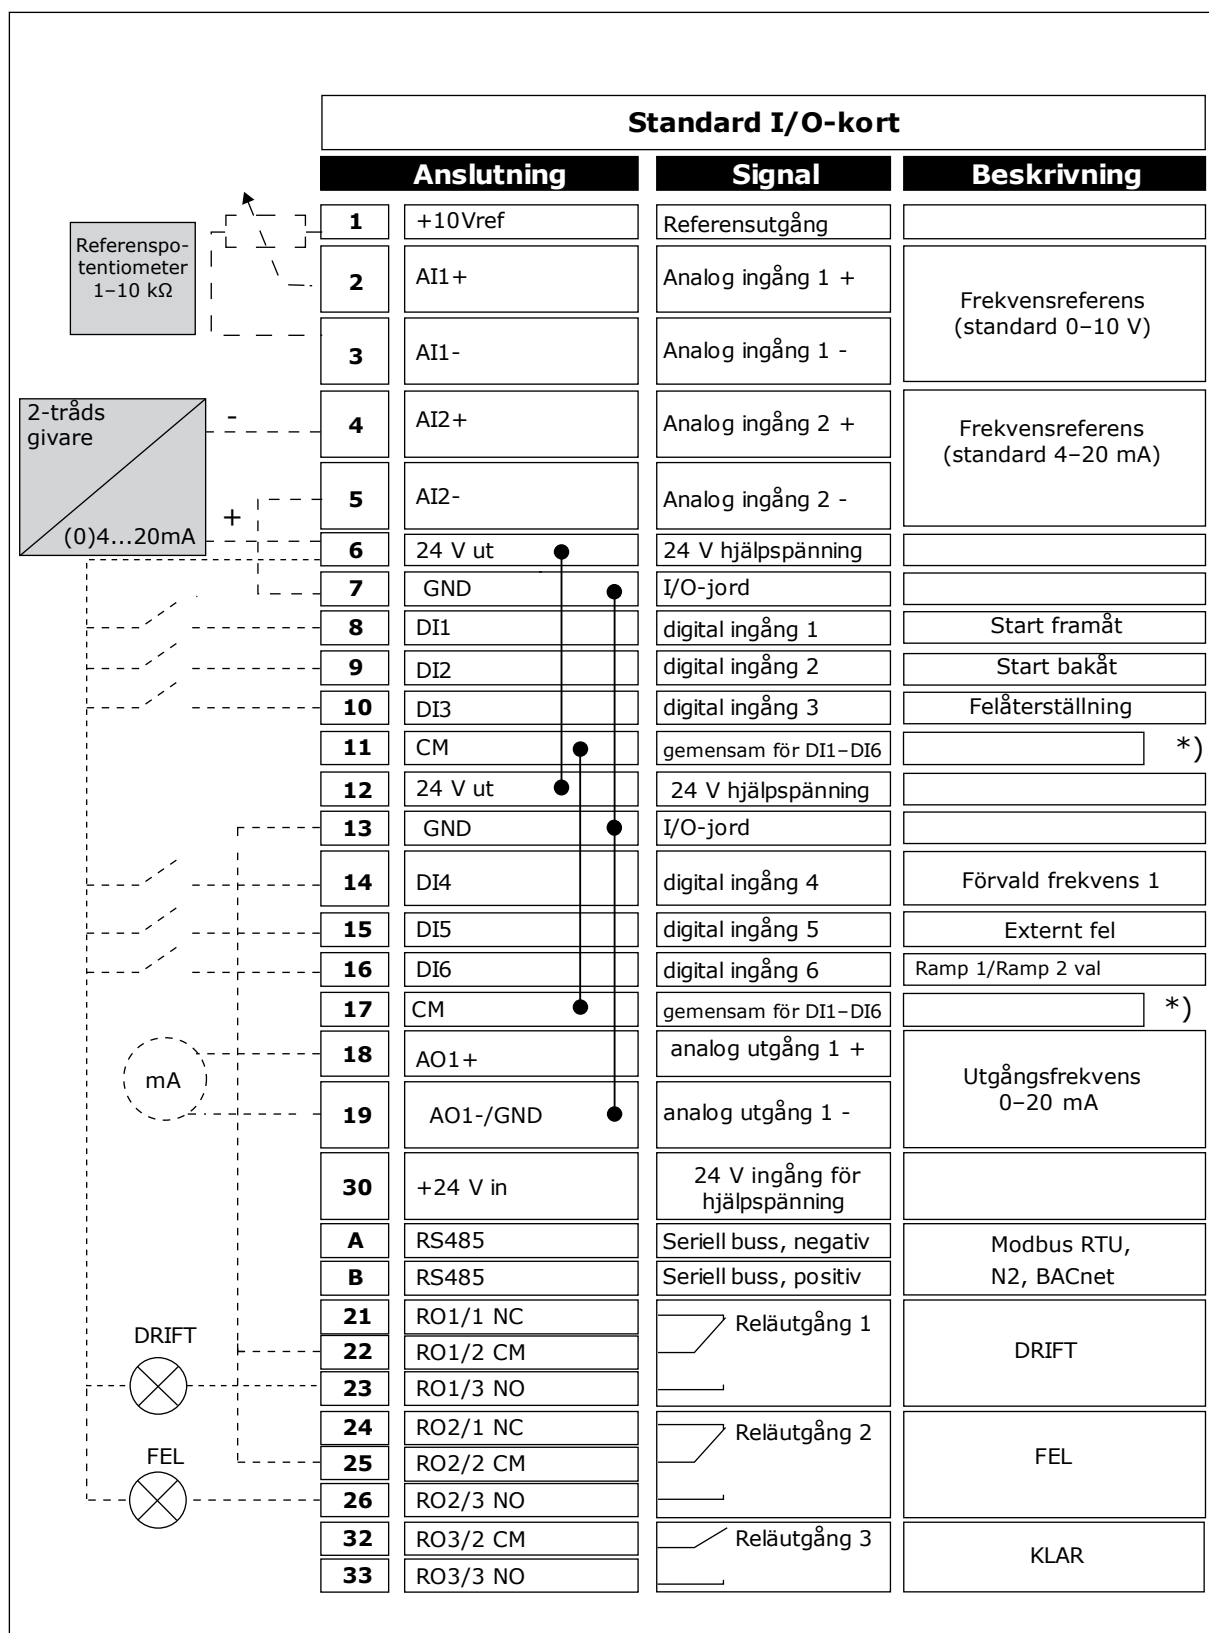 Standard I/O-kort
Anslutning Signal Beskrivning
Referenspo-
tentiometer
1–10 kΩ
1 +10Vref Referensutgång
2 AI1+ Analog ingång 1 +
3 AI1- Analog ingång 1 -
Frekvensreferens
(standard 0–10 V)
2-tråds
givare
(0)4...20mA
-
+
4 AI2+ Analog ingång 2 +
5 AI2- Analog ingång 2 -
Frekvensreferens
(standard 4–20 mA)
6 24 V ut 24 V hjälpspänning
7 GND I/O-jord
8 DI1 digital ingång 1 Start framåt
9 DI2 digital ingång 2 Start bakåt
10 DI3 digital ingång 3 Felåterställning
11 CM gemensam för DI1–DI6 *)
12 24 V ut 24 V hjälpspänning
13 GND I/O-jord
14 DI4 digital ingång 4 Förvald frekvens 1
15 DI5 digital ingång 5 Externt fel
16 DI6 digital ingång 6 Ramp 1/Ramp 2 val
17 CM gemensam för DI1–DI6 *)
mA
18 AO1+ analog utgång 1 +
19 AO1-/GND analog utgång 1 -
Utgångsfrekvens
0–20 mA
30 +24 V in 24 V ingång för
hjälpspänning
A RS485 Seriell buss, negativ
B RS485 Seriell buss, positiv
Modbus RTU,
N2, BACnet
21 RO1/1 NC Reläutgång 1
DRIFT
22 RO1/2 CM DRIFT
23 RO1/3 NO
24 RO2/1 NC Reläutgång 2
FEL
25 RO2/2 CM FEL
26 RO2/3 NO
32 RO3/2 CM Reläutgång 3
33 RO3/3 NO
KLAR